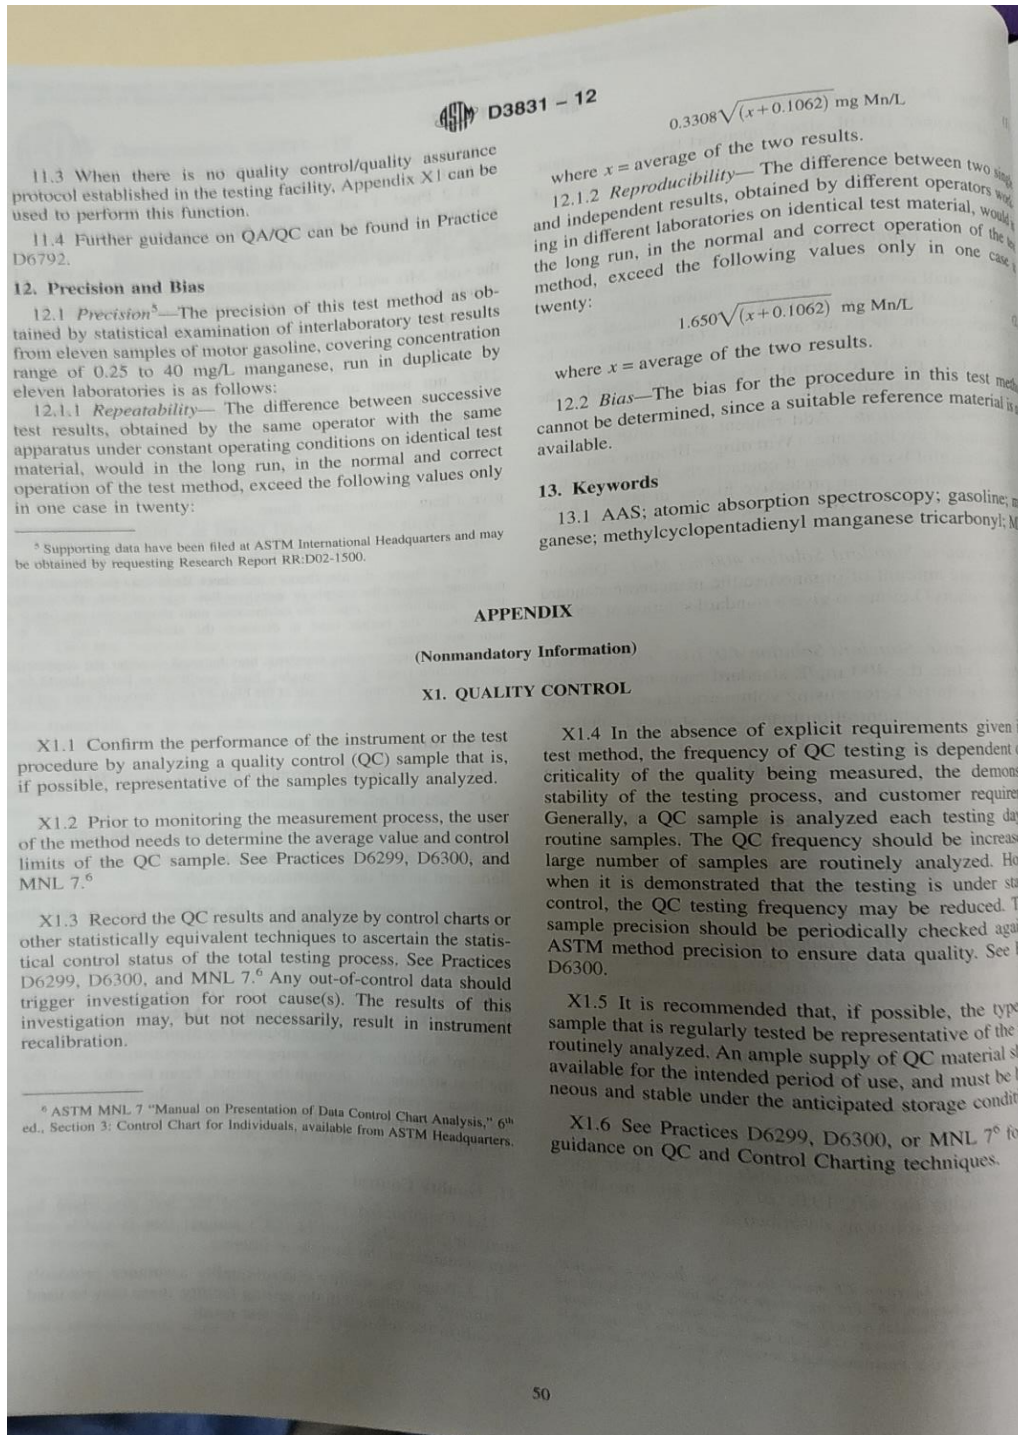 ASTM D3831 – 12
11.3 When there is no quality control/quality assurance
protocol established in the testing facility, Appendix X1 can be
used to perform this function.
11.4 Further guidance on QA/QC can be found in Practice
D6792.
12. Precision and Bias
12.1 Precision⁵—The precision of this test method as ob-
tained by statistical examination of interlaboratory test results
from eleven samples of motor gasoline, covering concentration
range of 0.25 to 40 mg/L manganese, run in duplicate by
eleven laboratories is as follows:
12.1.1 Repeatability— The difference between successive
test results, obtained by the same operator with the same
apparatus under constant operating conditions on identical test
material, would in the long run, in the normal and correct
operation of the test method, exceed the following values only
in one case in twenty:
⁵ Supporting data have been filed at ASTM International Headquarters and may
be obtained by requesting Research Report RR:D02-1500.
0.3308√(x+0.1062) mg Mn/L
where x = average of the two results.
12.1.2 Reproducibility— The difference between two
and independent results, obtained by different operators
ing in different laboratories on identical test material, would
the long run, in the normal and correct operation of the
method, exceed the following values only in one case
twenty:
1.650√(x+0.1062) mg Mn/L
where x = average of the two results.
12.2 Bias—The bias for the procedure in this test
cannot be determined, since a suitable reference material is
available.
13. Keywords
13.1 AAS; atomic absorption spectroscopy; gasoline;
ganese; methylcyclopentadienyl manganese tricarbonyl;
APPENDIX
(Nonmandatory Information)
X1. QUALITY CONTROL
X1.1 Confirm the performance of the instrument or the test
procedure by analyzing a quality control (QC) sample that is,
if possible, representative of the samples typically analyzed.
X1.2 Prior to monitoring the measurement process, the user
of the method needs to determine the average value and control
limits of the QC sample. See Practices D6299, D6300, and
MNL 7.⁶
X1.3 Record the QC results and analyze by control charts or
other statistically equivalent techniques to ascertain the statis-
tical control status of the total testing process. See Practices
D6299, D6300, and MNL 7.⁶ Any out-of-control data should
trigger investigation for root cause(s). The results of this
investigation may, but not necessarily, result in instrument
recalibration.
⁶ ASTM MNL 7 "Manual on Presentation of Data Control Chart Analysis," 6th
ed., Section 3: Control Chart for Individuals, available from ASTM Headquarters.
X1.4 In the absence of explicit requirements given
test method, the frequency of QC testing is dependent
criticality of the quality being measured, the
stability of the testing process, and customer
Generally, a QC sample is analyzed each testing
routine samples. The QC frequency should be
large number of samples are routinely analyzed.
when it is demonstrated that the testing is under
control, the QC testing frequency may be reduced.
sample precision should be periodically checked
ASTM method precision to ensure data quality. See
D6300.
X1.5 It is recommended that, if possible, the
sample that is regularly tested be representative of the
routinely analyzed. An ample supply of QC material
available for the intended period of use, and must be
neous and stable under the anticipated storage
X1.6 See Practices D6299, D6300, or MNL 7⁶
guidance on QC and Control Charting techniques.
50